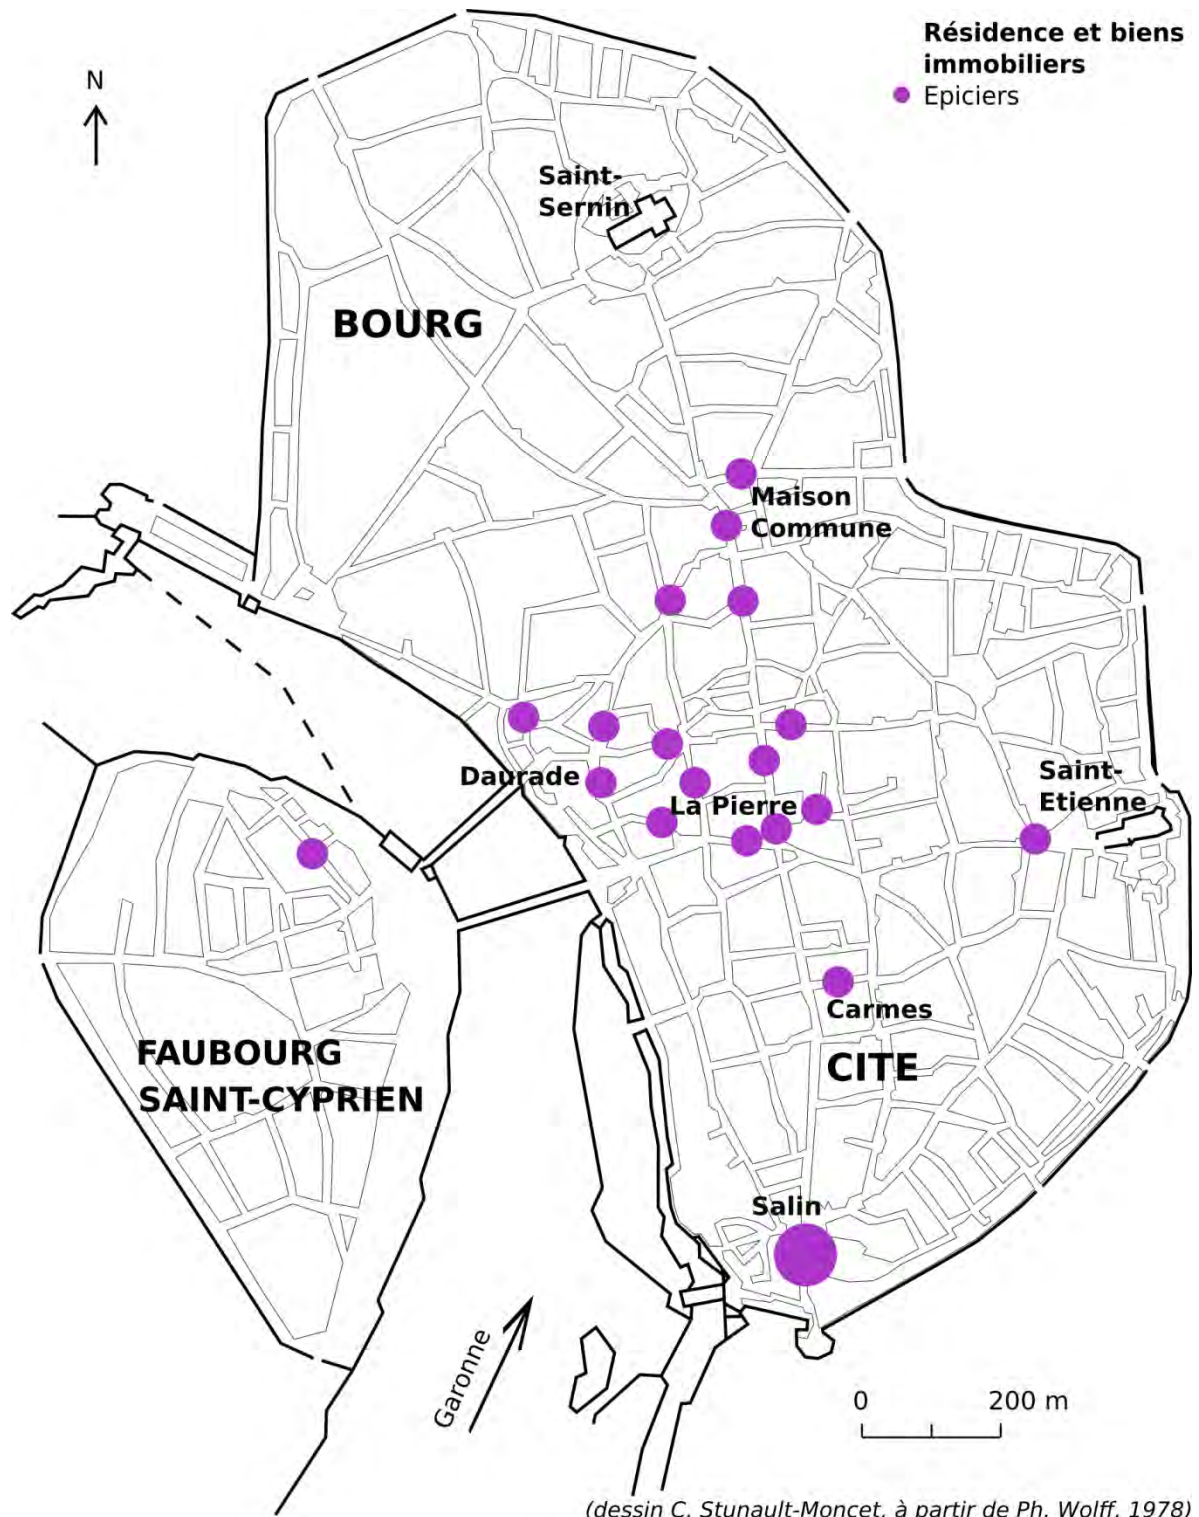 Résidence et biens
immobiliers
Epiciers
N
Saint-
Sernin
BOURG
Maison
Commune
Daurade
La Pierre
Saint-
Etienne
Carmes
FAUBOURG
SAINT-CYPRIEN
CITE
Salin
Garonne
0 200 m
(dessin C. Stunault-Moncet, à partir de Ph. Wolff, 1978)